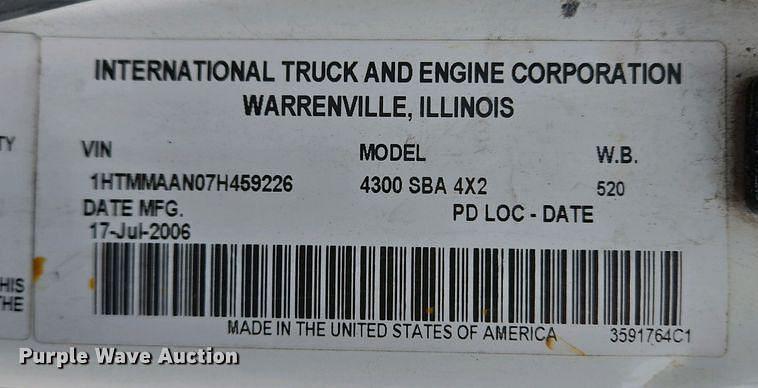 INTERNATIONAL TRUCK AND ENGINE CORPORATION
WARRENVILLE, ILLINOIS
TY
VIN MODEL W.B.
1HTMMAAN07H459226 4300 SBA 4X2 520
DATE MFG. PD LOC - DATE
17-Jul-2006
HIS
THE
MADE IN THE UNITED STATES OF AMERICA 3591764C1
Purple Wave Auction